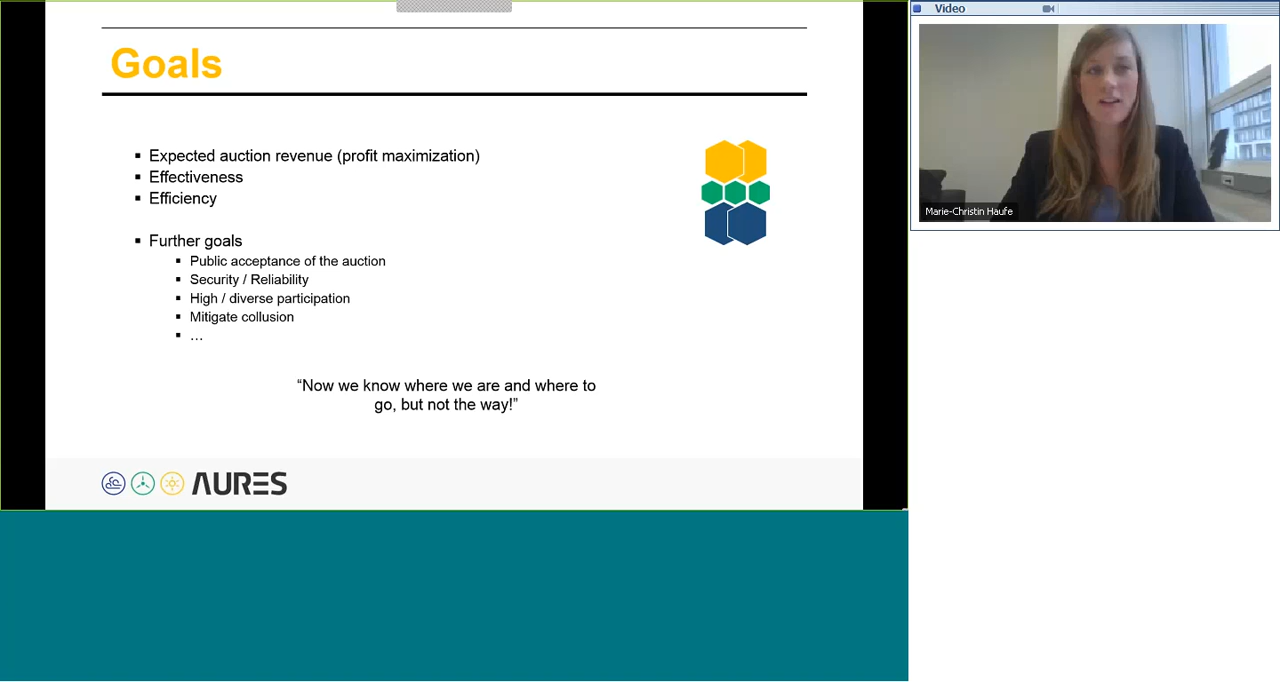 Goals
Expected auction revenue (profit maximization)
Effectiveness
Efficiency
Further goals
Public acceptance of the auction
Security / Reliability
High / diverse participation
Mitigate collusion
…
“Now we know where we are and where to
go, but not the way!”
AURES
Video
Marie-Christin Haufe